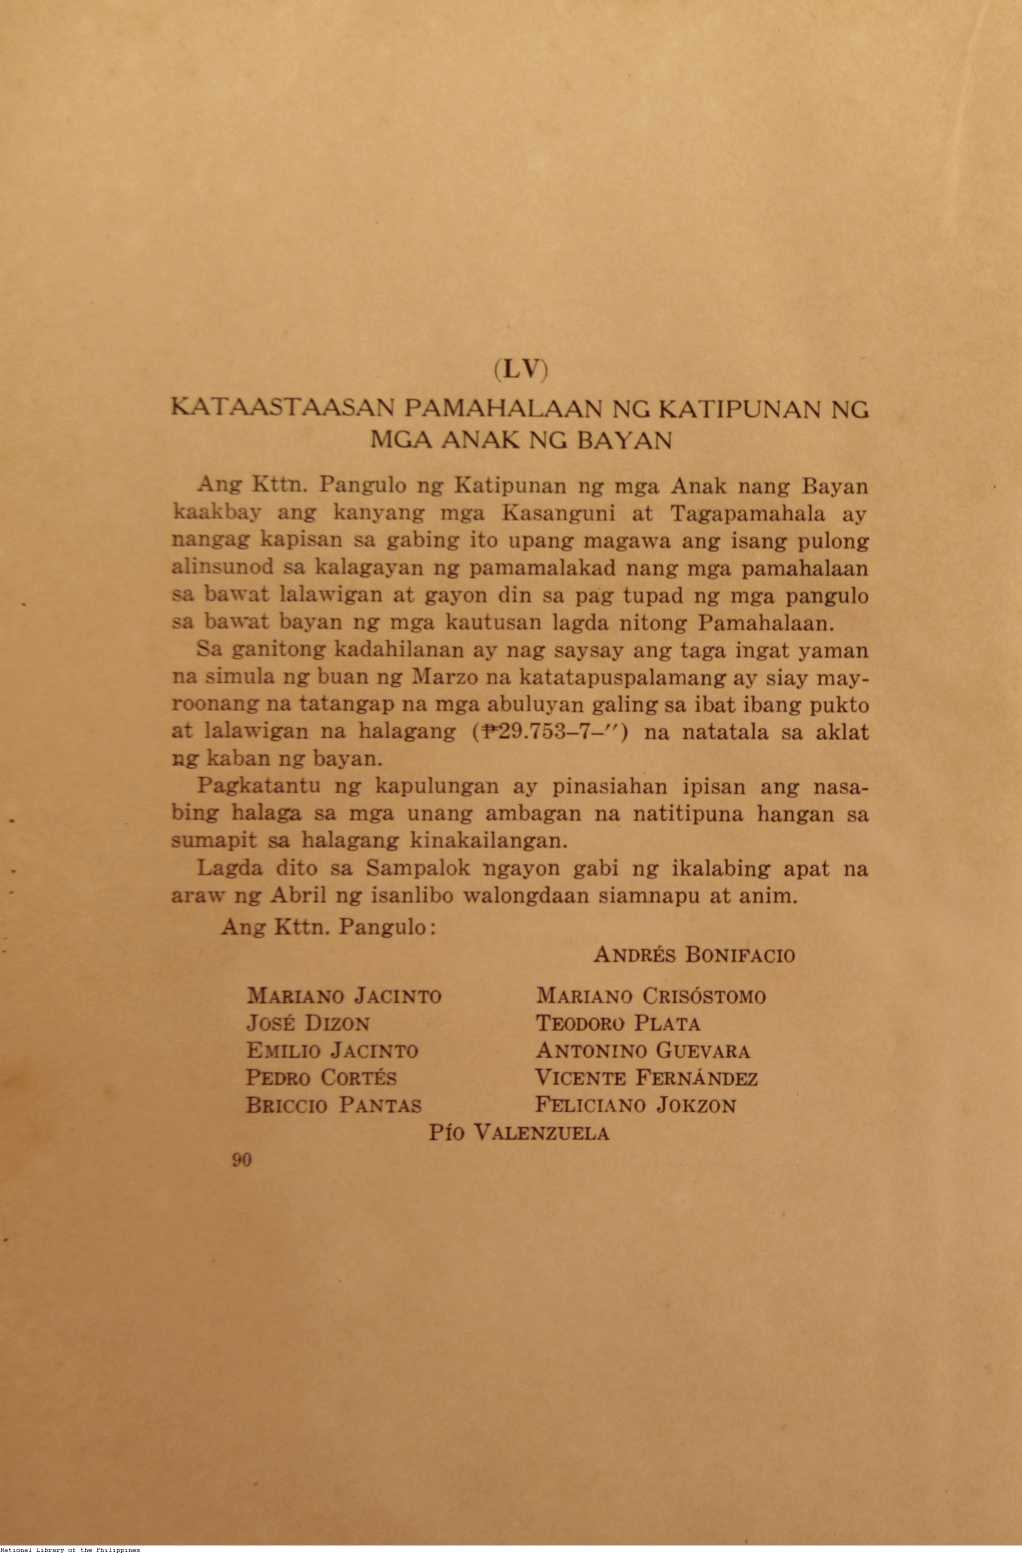 (LV)
KATAASTAASAN PAMAHALAAN NG KATIPUNAN NG
MGA ANAK NG BAYAN
Ang Kttn. Pangulo ng Katipunan ng mga Anak nang Bayan
kaakbay ang kanyang mga Kasanguni at Tagapamahala ay
nangag kapisan sa gabing ito upang magawa ang isang pulong
alinsunod sa kalagayan ng pamamalakad nang mga pamahalaan
sa bawat lalawigan at gayon din sa pag tupad ng mga pangulo
sa bawat bayan ng mga kautusan lagda nitong Pamahalaan.
Sa ganitong kadahilanan ay nag saysay ang taga ingat yaman
na simula ng buan ng Marzo na katatapuspalamang ay siay may-
roonang na tatangap na mga abuluyan galing sa ibat ibang pukto
at lalawigan na halagang (₱29.753–7–″) na natatala sa aklat
ng kaban ng bayan.
Pagkatantu ng kapulungan ay pinasiahan ipisan ang nasa-
bing halaga sa mga unang ambagan na natitipuna hangan sa
sumapit sa halagang kinakailangan.
Lagda dito sa Sampalok ngayon gabi ng ikalabing apat na
araw ng Abril ng isanlibo walongdaan siamnapu at anim.
Ang Kttn. Pangulo:
ANDRÉS BONIFACIO
MARIANO JACINTO MARIANO CRISÓSTOMO
JOSÉ DIZON TEODORO PLATA
EMILIO JACINTO ANTONINO GUEVARA
PEDRO CORTÉS VICENTE FERNÁNDEZ
BRICCIO PANTAS FELICIANO JOKZON
PÍO VALENZUELA
90
National Library of the Philippines